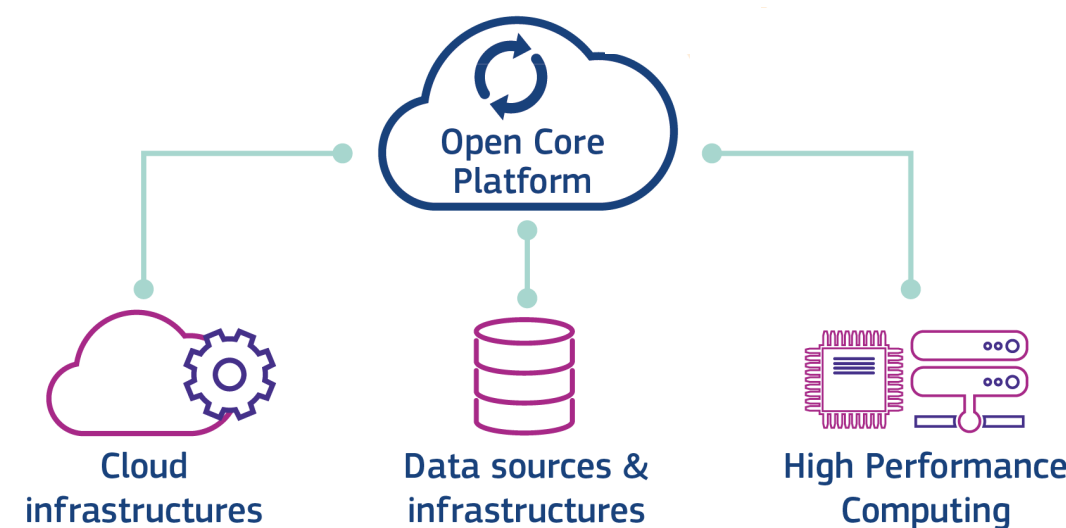 Open Core
Platform
Cloud
infrastructures
Data sources &
infrastructures
High Performance
Computing